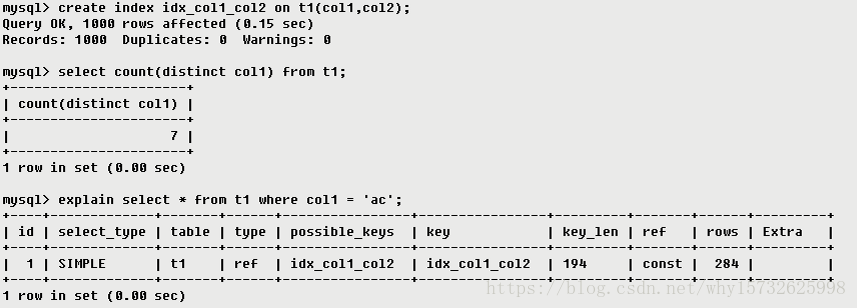 mysql> create index idx_col1_col2 on t1(col1,col2);
Query OK, 1000 rows affected (0.15 sec)
Records: 1000  Duplicates: 0  Warnings: 0
mysql> select count(distinct col1) from t1;
+----------------------+
| count(distinct col1) |
+----------------------+
|                    7 |
+----------------------+
1 row in set (0.00 sec)
mysql> explain select * from t1 where col1 = 'ac';
+----+-------------+-------+------+---------------+---------------+---------+-------+------+-------+
| id | select_type | table | type | possible_keys | key           | key_len | ref   | rows | Extra |
+----+-------------+-------+------+---------------+---------------+---------+-------+------+-------+
|  1 | SIMPLE      | t1    | ref  | idx_col1_col2 | idx_col1_col2 | 194     | const |  284 |       |
+----+-------------+-------+------+---------------+---------------+---------+-------+------+-------+
1 row in set (0.00 sec)
https://blog.csdn.net/why15732625998